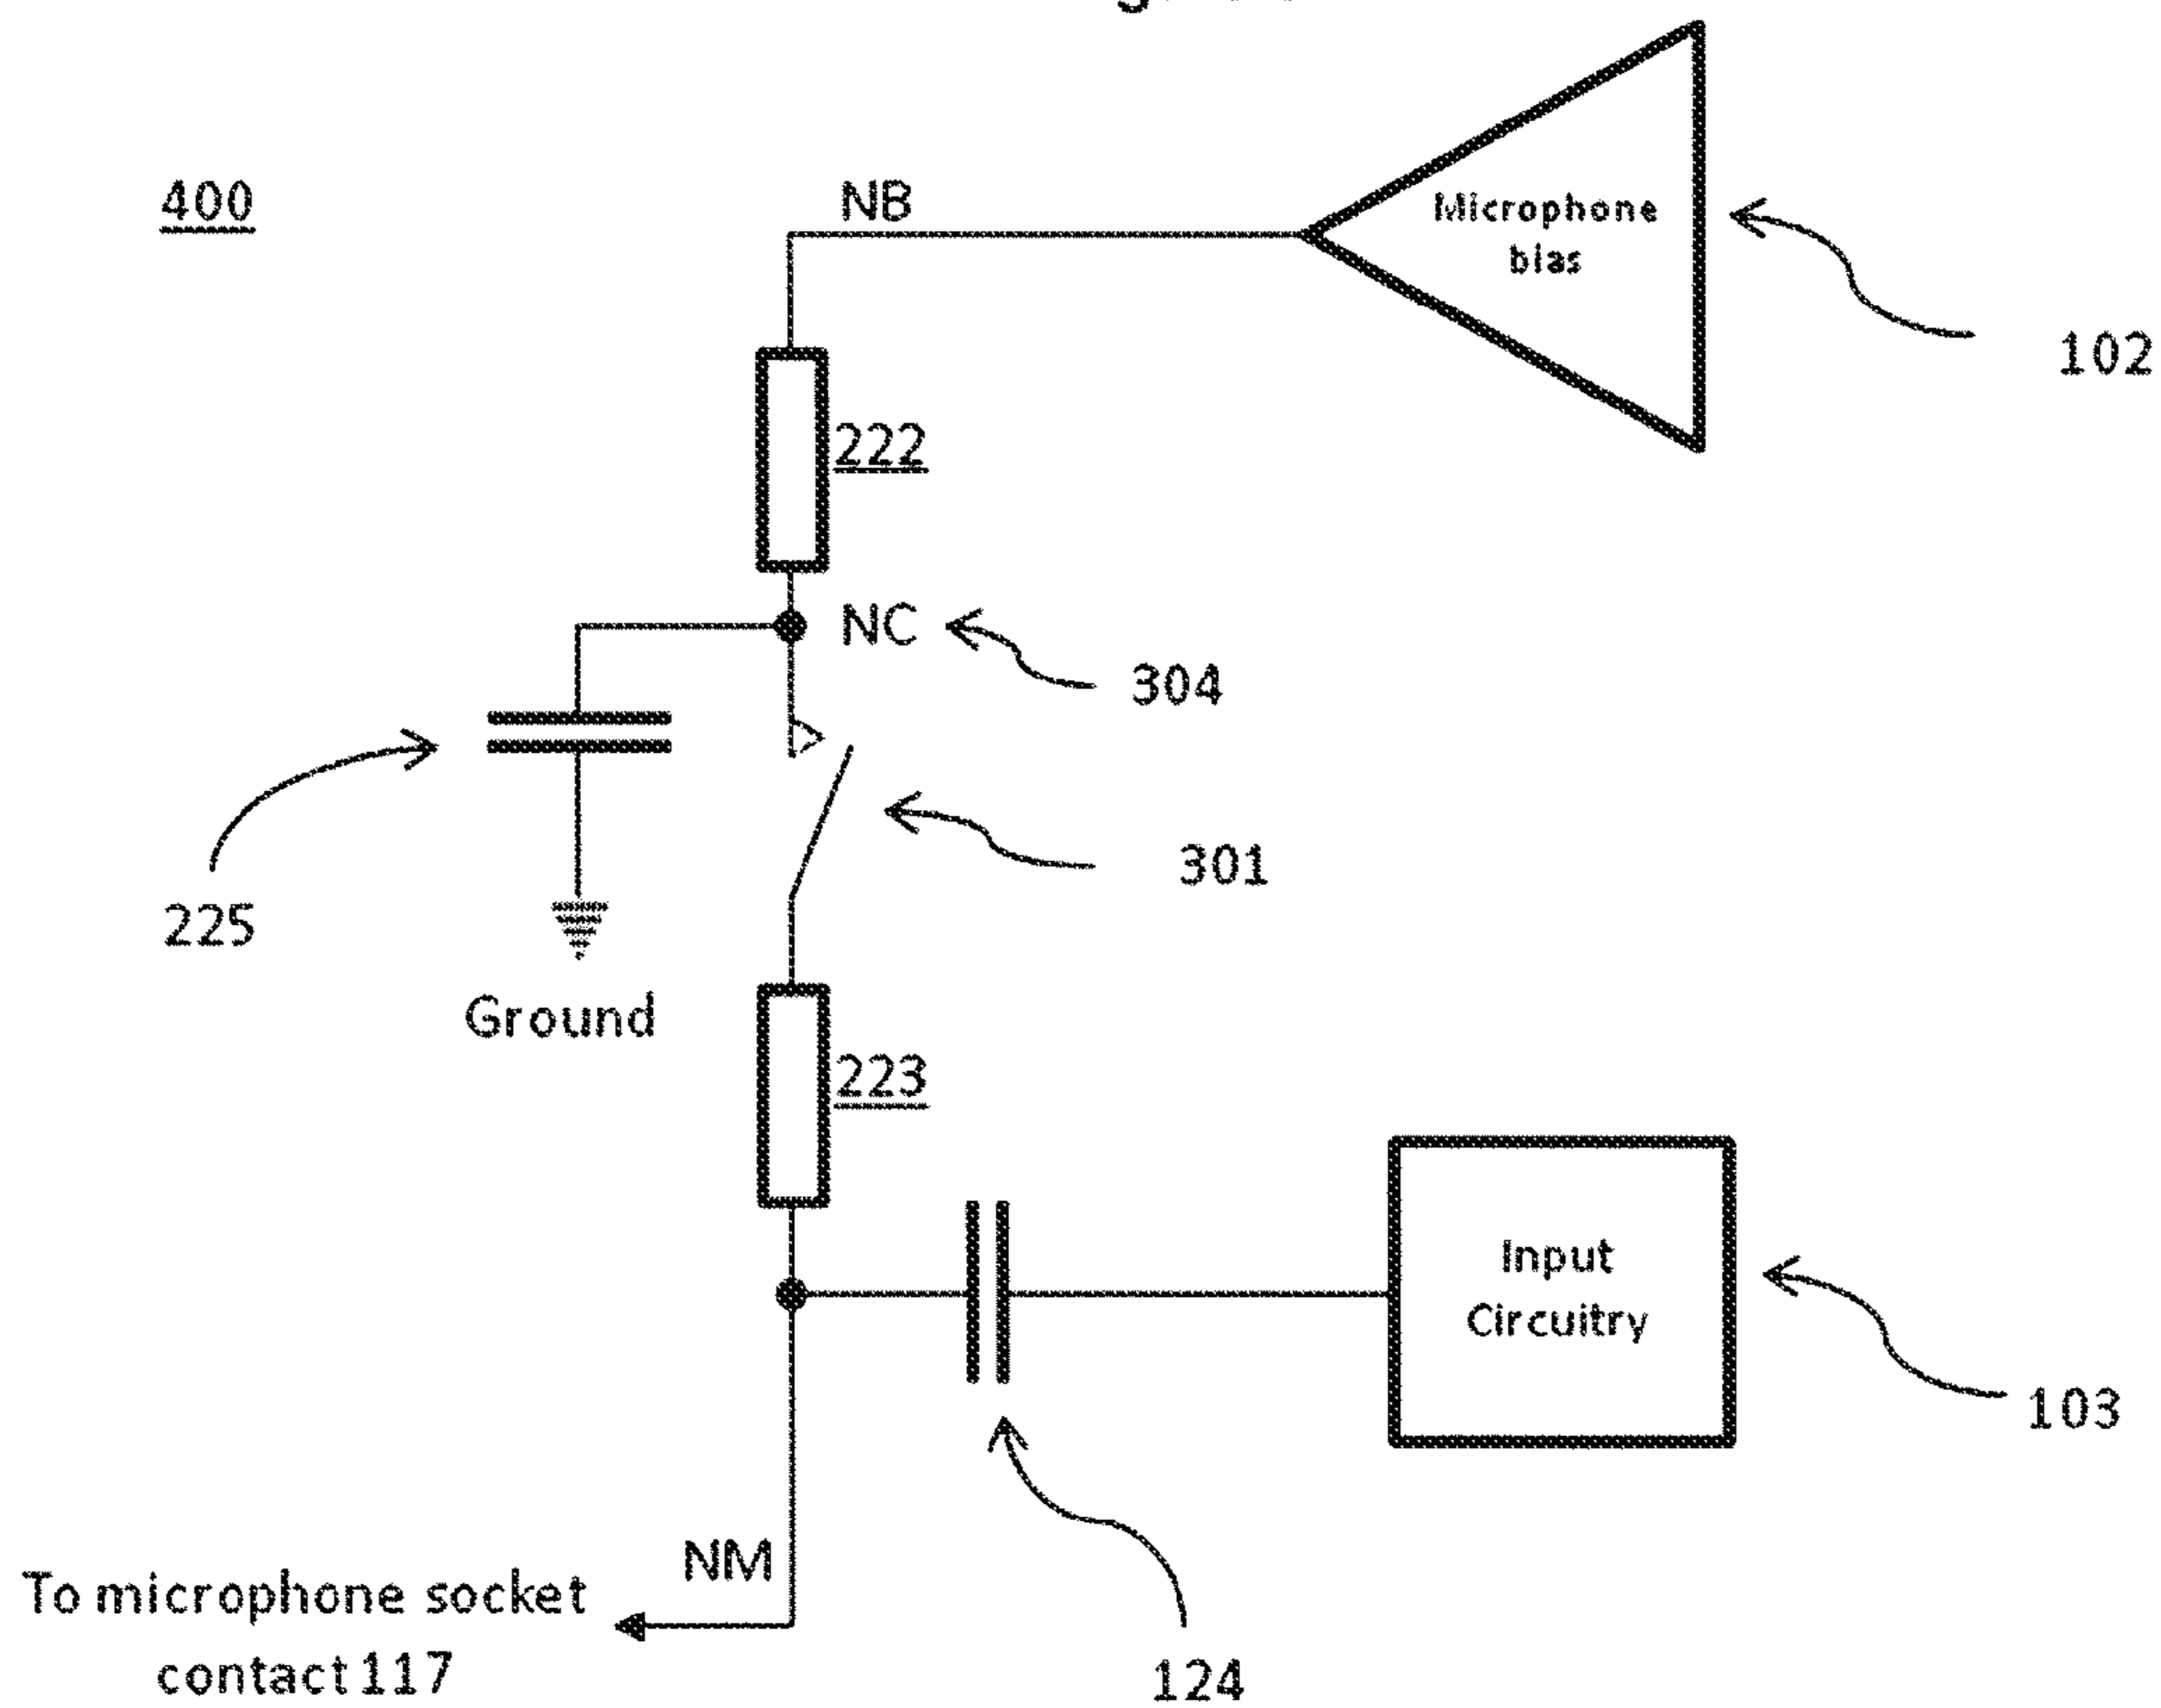 400
NB
Microphone
bias
102
222
NC
304
301
225
Ground
223
Input
Circuitry
103
NM
To microphone socket
contact 117
124